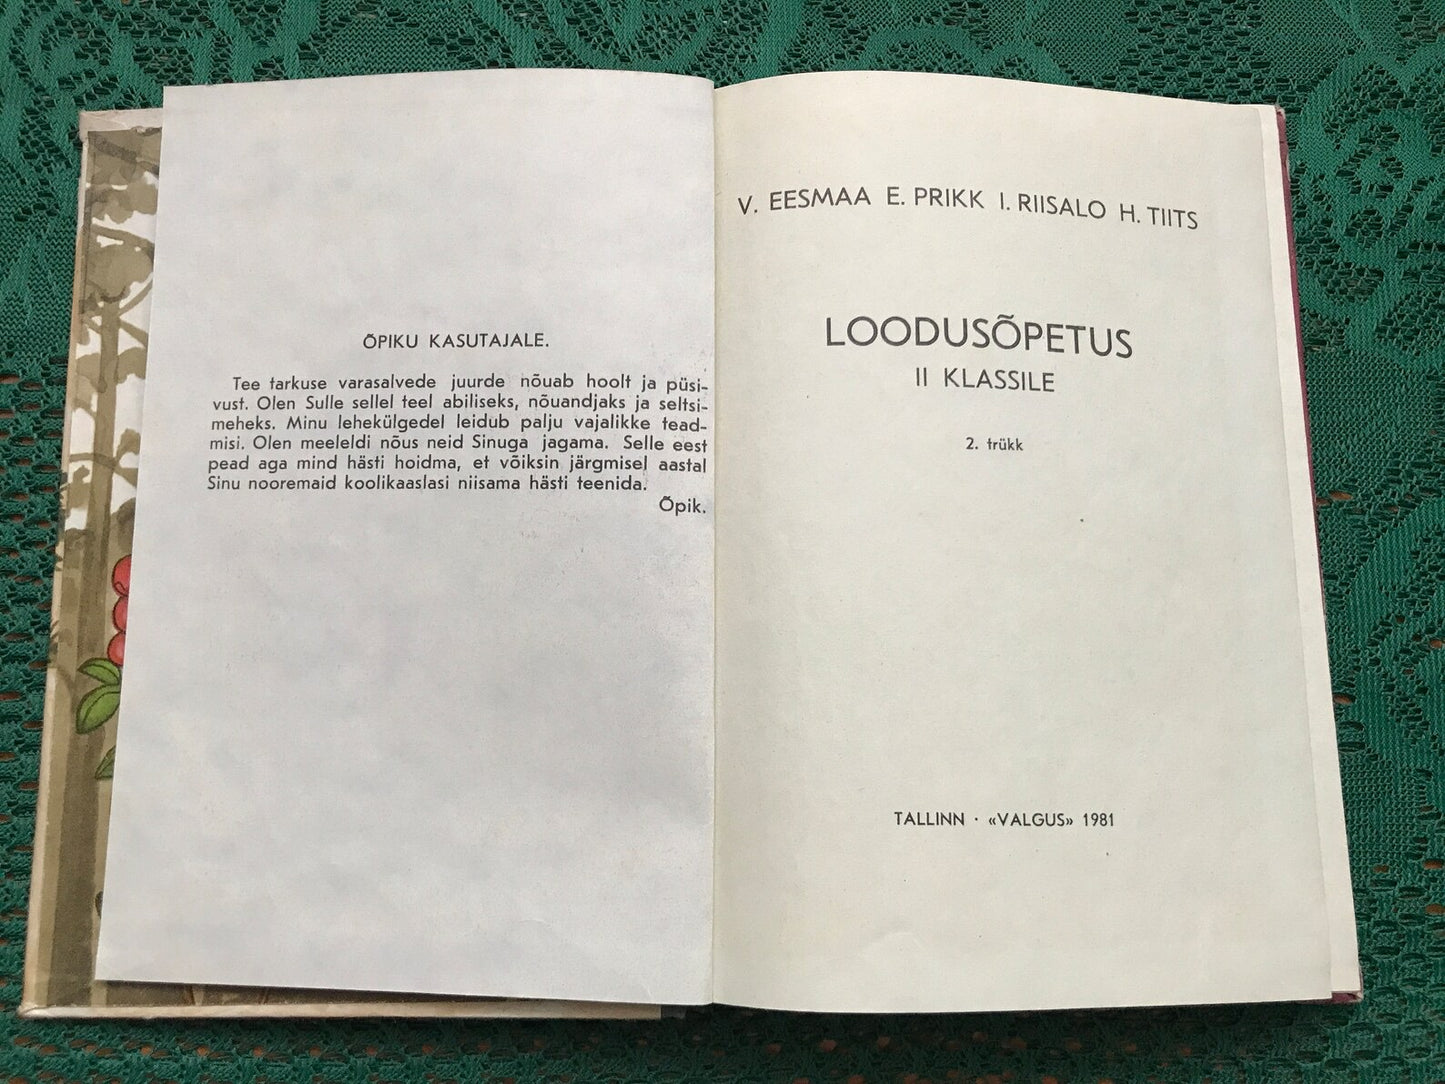 ÕPIKU KASUTAJALE.
Tee tarkuse varasalvede juurde nõuab hoolt ja püsi-
vust. Olen Sulle sellel teel abiliseks, nõuandjaks ja seltsi-
meheks. Minu lehekülgedel leidub palju vajalikke tead-
misi. Olen meeleldi nõus neid Sinuga jagama. Selle eest
pead aga mind hästi hoidma, et võiksin järgmisel aastal
Sinu nooremaid koolikaaslasi niisama hästi teenida.
Õpik.
V. EESMAA E. PRIKK I. RIISALO H. TIITS
LOODUSÕPETUS
II KLASSILE
2. trükk
TALLINN · «VALGUS» 1981